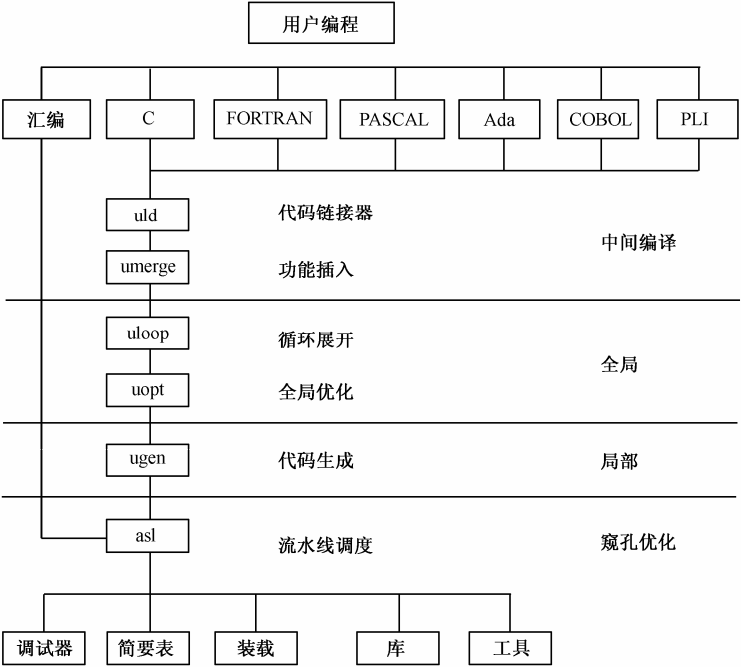 用户编程
汇编 C FORTRAN PASCAL Ada COBOL PLI
uld 代码链接器
中间编译
umerge 功能插入
uloop 循环展开
全局
uopt 全局优化
ugen 代码生成 局部
asl 流水线调度 窥孔优化
调试器 简要表 装载 库 工具